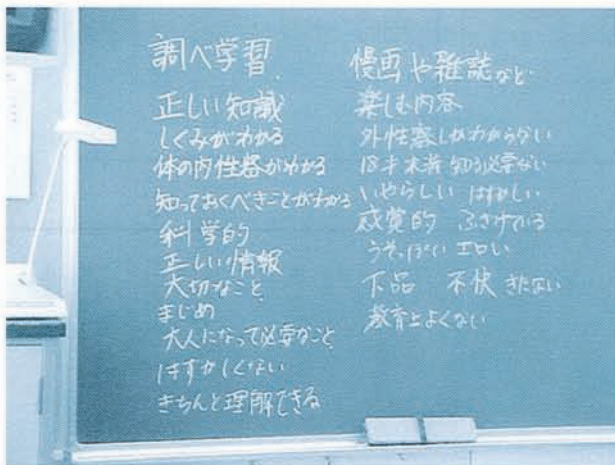 調べ学習
正しい知識
しくみがわかる
体の内性器がわかる
知っておくべきことがわかる
科学的
正しい情報
大切なこと
まじめ
大人になって必要なこと
はずかしくない
きちんと理解できる
慢画や雑誌など
楽しむ内容
外性器しかわからない
18才未満 知る必要ない
いやらしい はずかしい
感覚的 ふざけている
うそっぽい エロい
下品 不快 きたない
教育上よくない